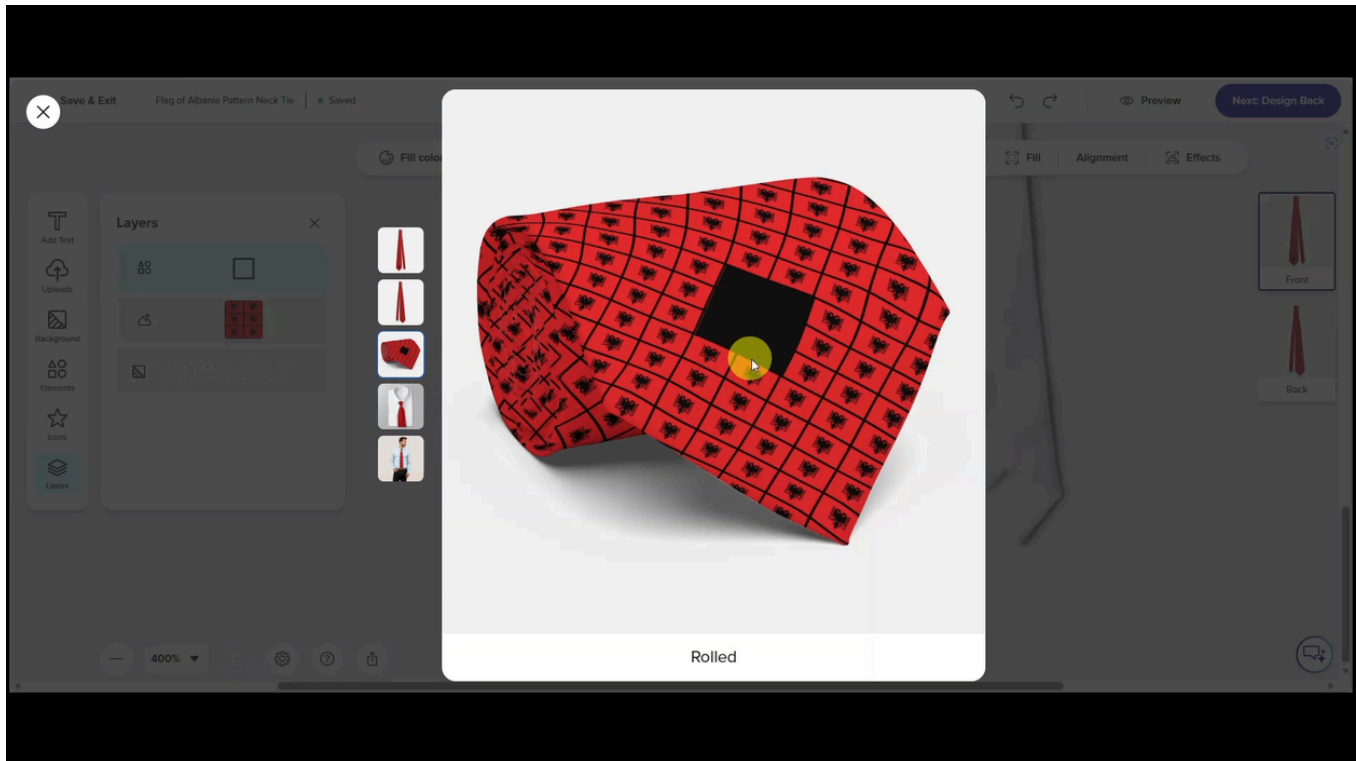 Save & Exit
Flag of Albania Pattern Neck Tie
Saved
Preview
Next: Design Back
Fill color
Fill
Alignment
Effects
Layers
Add Text
Uploads
Background
Elements
Icons
Layers
Front
Back
400%
Rolled